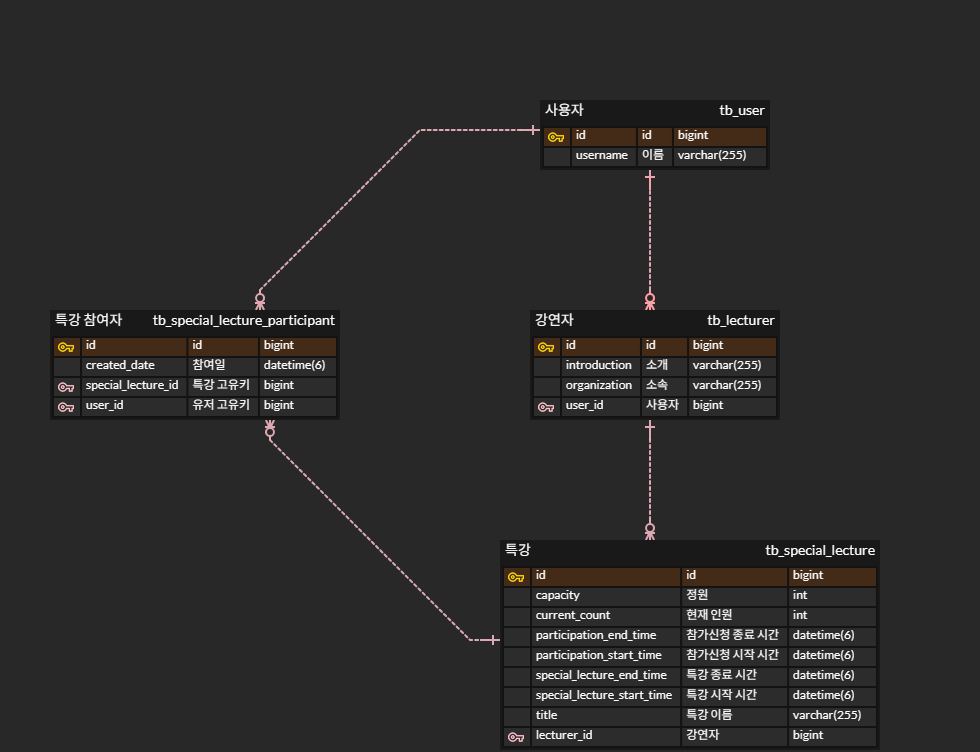 사용자 tb_user
id id bigint
username 이름 varchar(255)
특강 참여자 tb_special_lecture_participant
id id bigint
created_date 참여일 datetime(6)
special_lecture_id 특강 고유키 bigint
user_id 유저 고유키 bigint
강연자 tb_lecturer
id id bigint
introduction 소개 varchar(255)
organization 소속 varchar(255)
user_id 사용자 bigint
특강 tb_special_lecture
id id bigint
capacity 정원 int
current_count 현재 인원 int
participation_end_time 참가신청 종료 시간 datetime(6)
participation_start_time 참가신청 시작 시간 datetime(6)
special_lecture_end_time 특강 종료 시간 datetime(6)
special_lecture_start_time 특강 시작 시간 datetime(6)
title 특강 이름 varchar(255)
lecturer_id 강연자 bigint